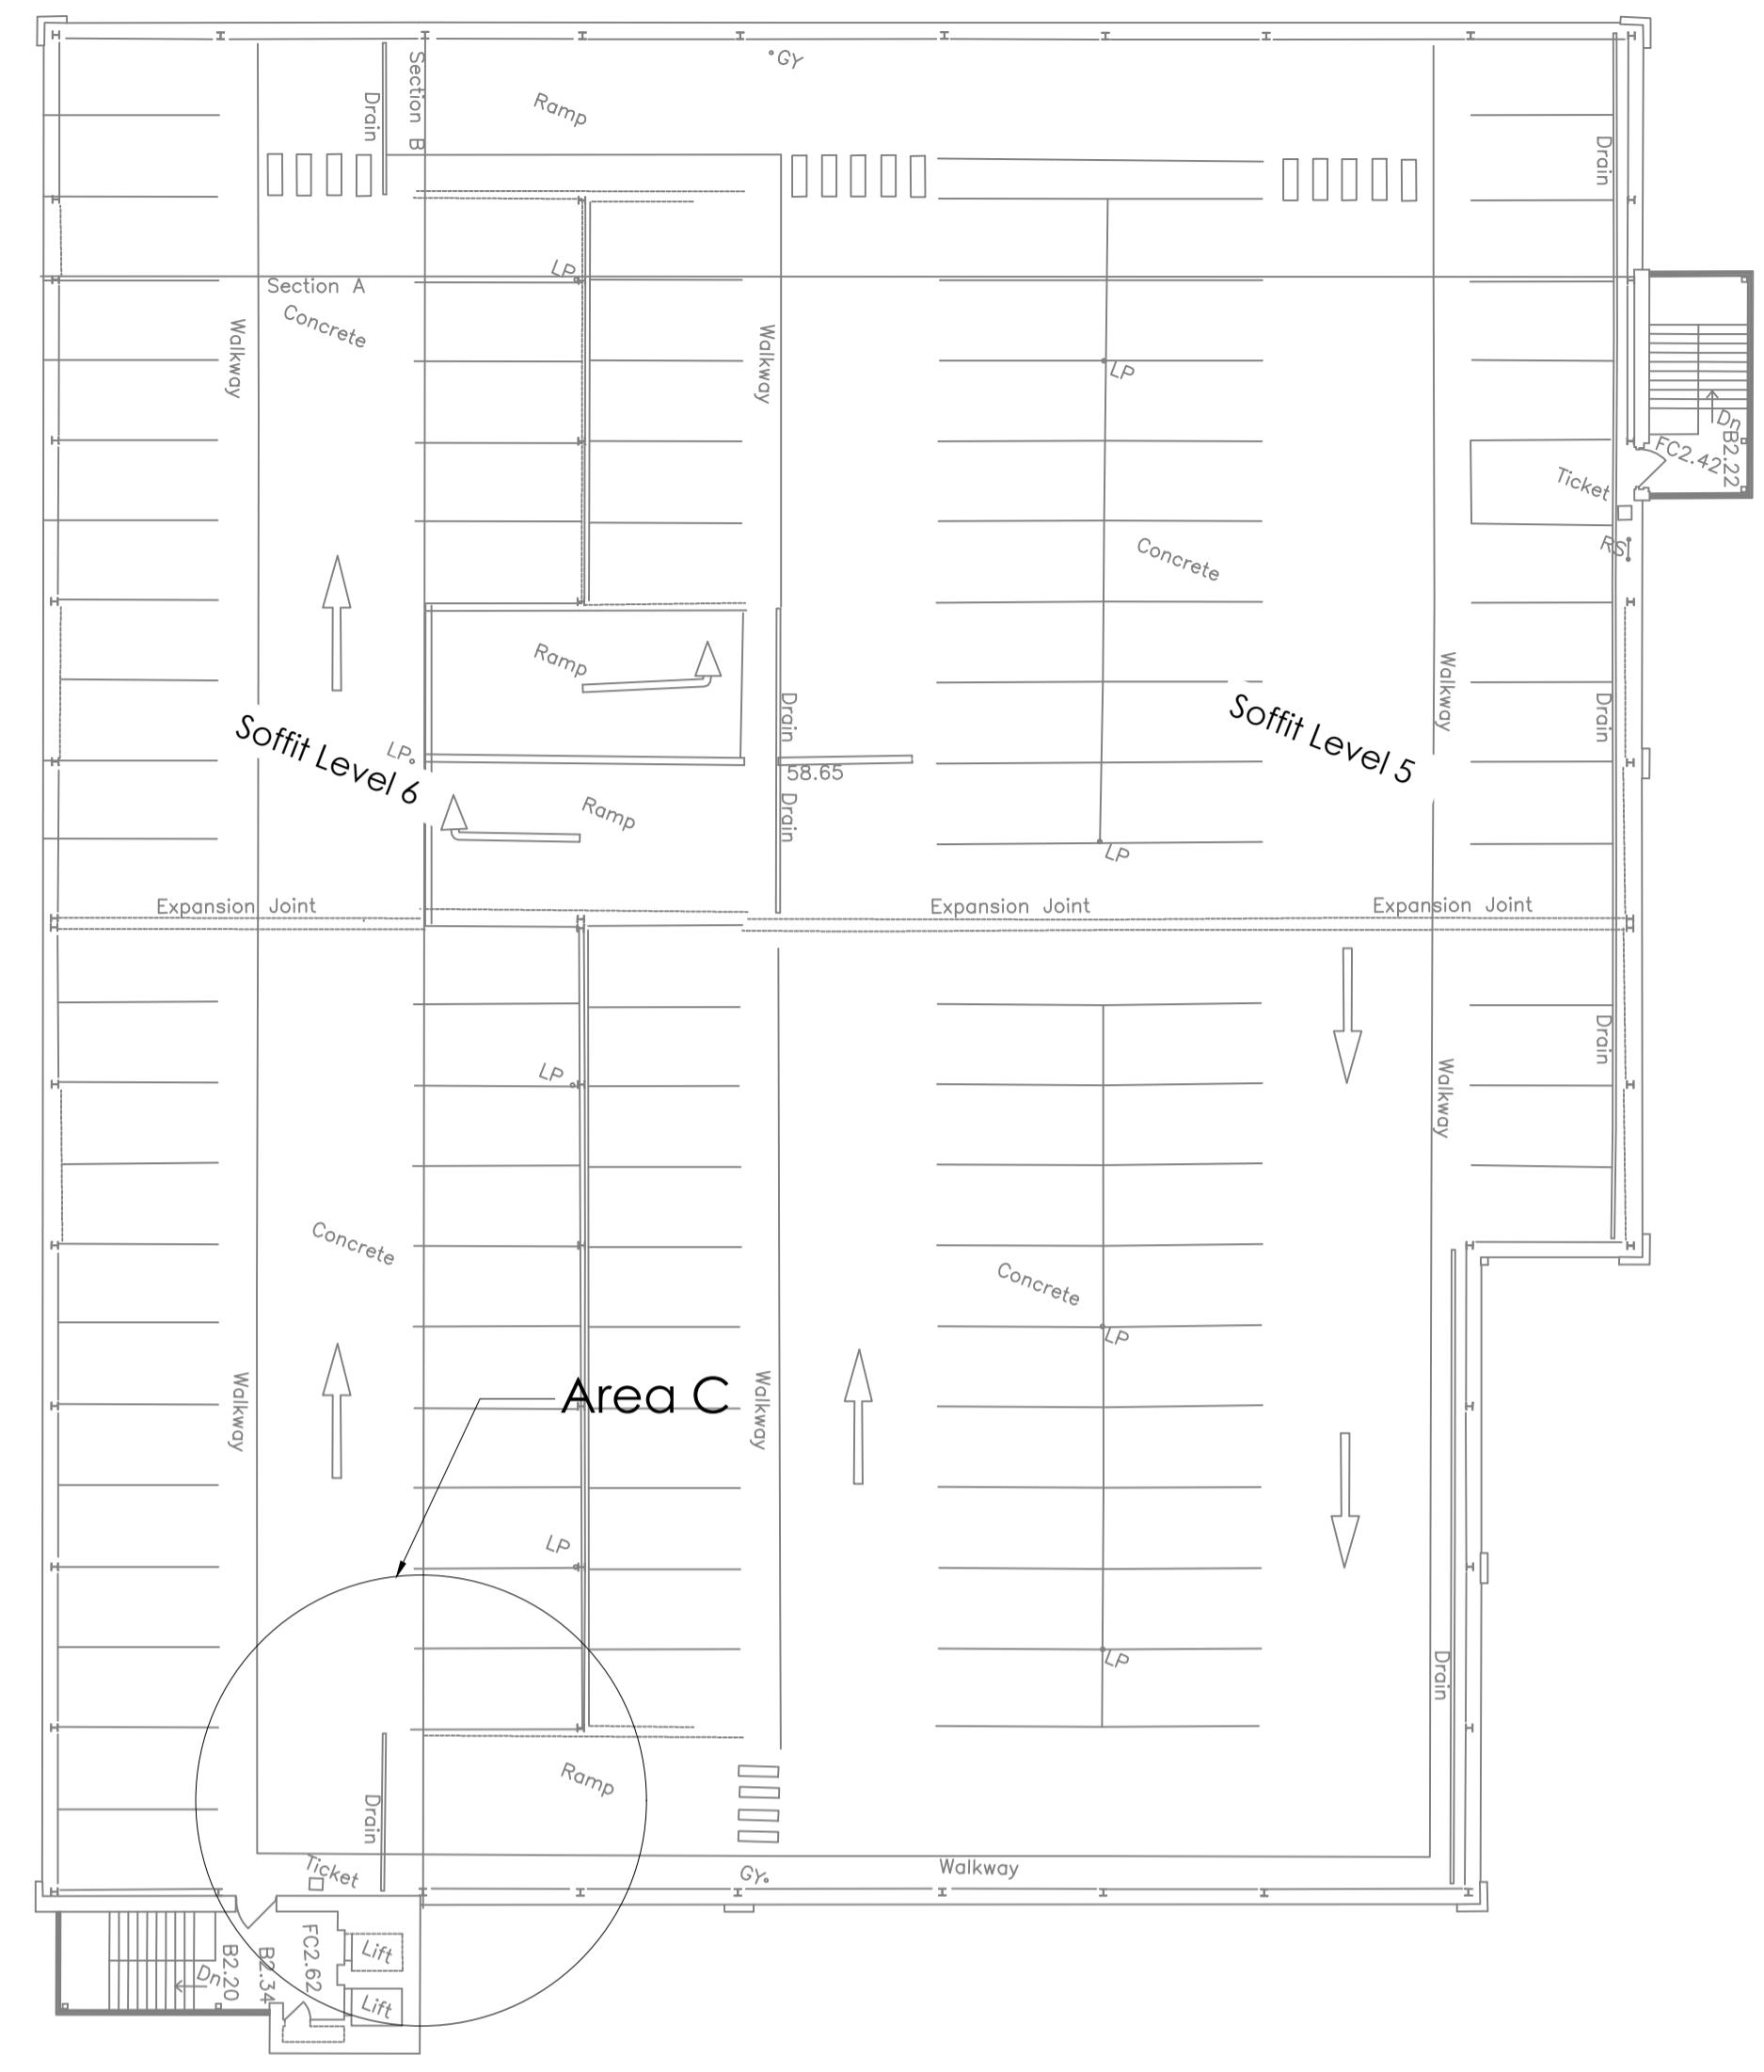 GY
Section B
Drain
Ramp
Drain
LP
Section A
Concrete
Walkway
Walkway
LP
Dn
B2.22
FC2.42
Ticket
RS
Concrete
Ramp
Walkway
Drain
Drain
Soffit Level 6
Soffit Level 5
LP
58.65
Ramp
Drain
LP
Expansion Joint
Expansion Joint
Expansion Joint
Drain
LP
Walkway
Concrete
Concrete
LP
Area C
Walkway
Walkway
LP
LP
Drain
Ramp
Drain
Ticket
GY
Walkway
FC2.62
Lift
B2.20
B2.34
Dn
Lift